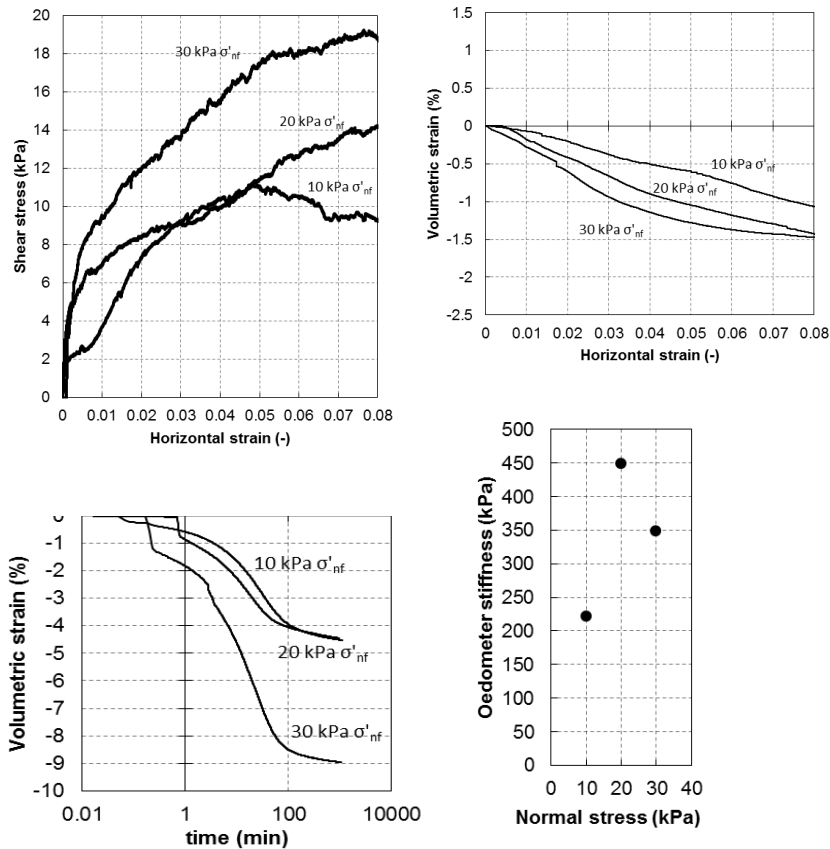 20
18
16
14
12
10
8
6
4
2
0
Shear stress (kPa)
30 kPa σ'nf
20 kPa σ'nf
10 kPa σ'nf
0 0.01 0.02 0.03 0.04 0.05 0.06 0.07 0.08
Horizontal strain (-)
1.5
1
0.5
0
-0.5
-1
-1.5
-2
-2.5
Volumetric strain (%)
10 kPa σ'nf
20 kPa σ'nf
30 kPa σ'nf
0 0.01 0.02 0.03 0.04 0.05 0.06 0.07 0.08
Horizontal strain (-)
0
-1
-2
-3
-4
-5
-6
-7
-8
-9
-10
Volumetric strain (%)
10 kPa σ'nf
20 kPa σ'nf
30 kPa σ'nf
0.01 1 100 10000
time (min)
500
450
400
350
300
250
200
150
100
50
0
Oedometer stiffness (kPa)
0 10 20 30 40
Normal stress (kPa)